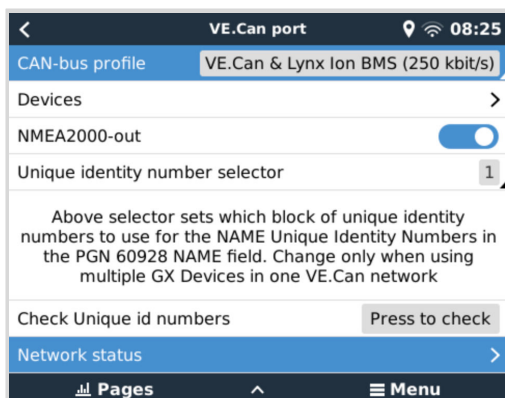 VE.Can port 08:25
CAN-bus profile VE.Can & Lynx Ion BMS (250 kbit/s)
Devices
NMEA2000-out
Unique identity number selector 1
Above selector sets which block of unique identity
numbers to use for the NAME Unique Identity Numbers in
the PGN 60928 NAME field. Change only when using
multiple GX Devices in one VE.Can network
Check Unique id numbers Press to check
Network status
Pages Menu